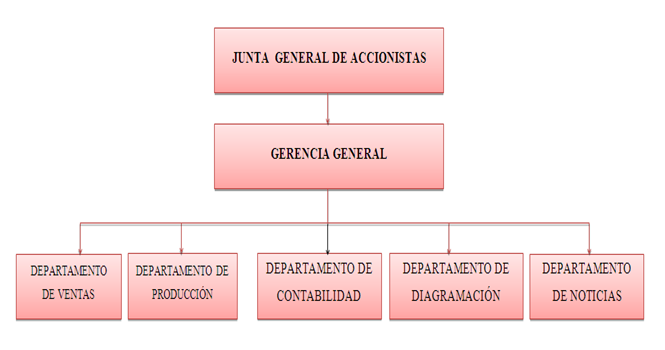 JUNTA GENERAL DE ACCIONISTAS
GERENCIA GENERAL
DEPARTAMENTO
DE VENTAS
DEPARTAMENTO DE
PRODUCCIÓN
DEPARTAMENTO DE
CONTABILIDAD
DEPARTAMENTO DE
DIAGRAMACIÓN
DEPARTAMENTO
DE NOTICIAS